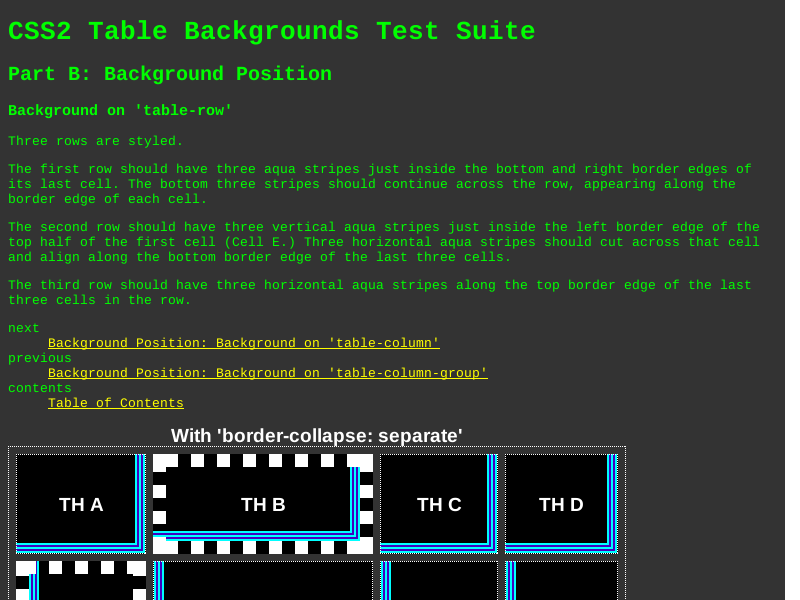 CSS2 Table Backgrounds Test Suite
Part B: Background Position
Background on 'table-row'
Three rows are styled.
The first row should have three aqua stripes just inside the bottom and right border edges of
its last cell. The bottom three stripes should continue across the row, appearing along the
border edge of each cell.
The second row should have three vertical aqua stripes just inside the left border edge of the
top half of the first cell (Cell E.) Three horizontal aqua stripes should cut across that cell
and align along the bottom border edge of the last three cells.
The third row should have three horizontal aqua stripes along the top border edge of the last
three cells in the row.
next
Background Position: Background on 'table-column'
previous
Background Position: Background on 'table-column-group'
contents
Table of Contents
With 'border-collapse: separate'
TH A TH B TH C TH D